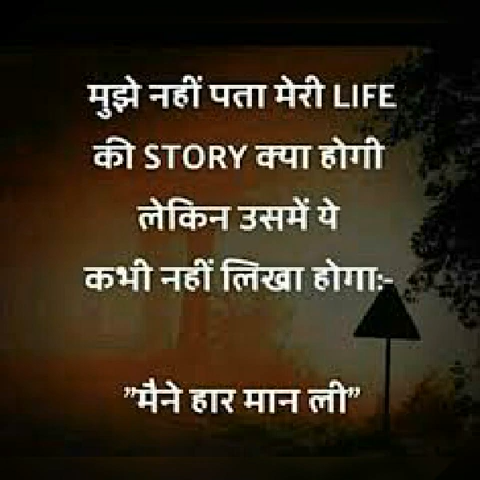 मुझे नहीं पता मेरी LIFE
की STORY क्या होगी
लेकिन उसमें ये
कभी नहीं लिखा होगाः-
”मैने हार मान ली”